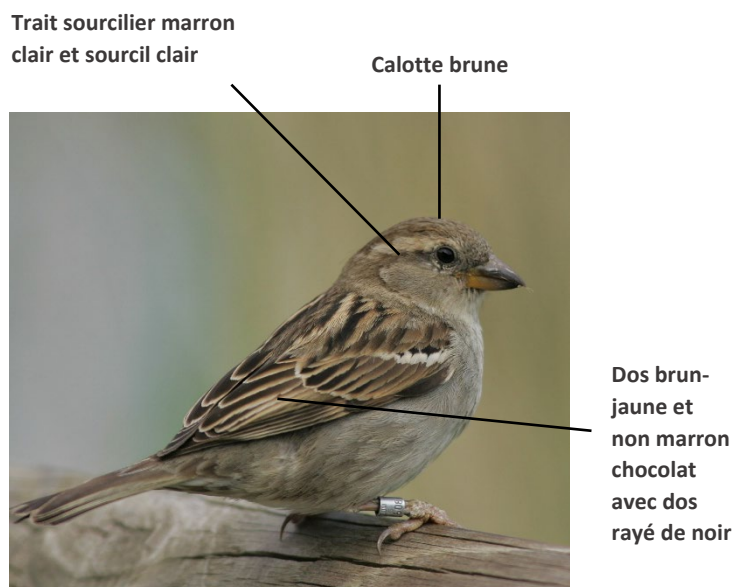 Trait sourcilier marron
clair et sourcil clair
Calotte brune
Dos brun-
jaune et
non marron
chocolat
avec dos
rayé de noir